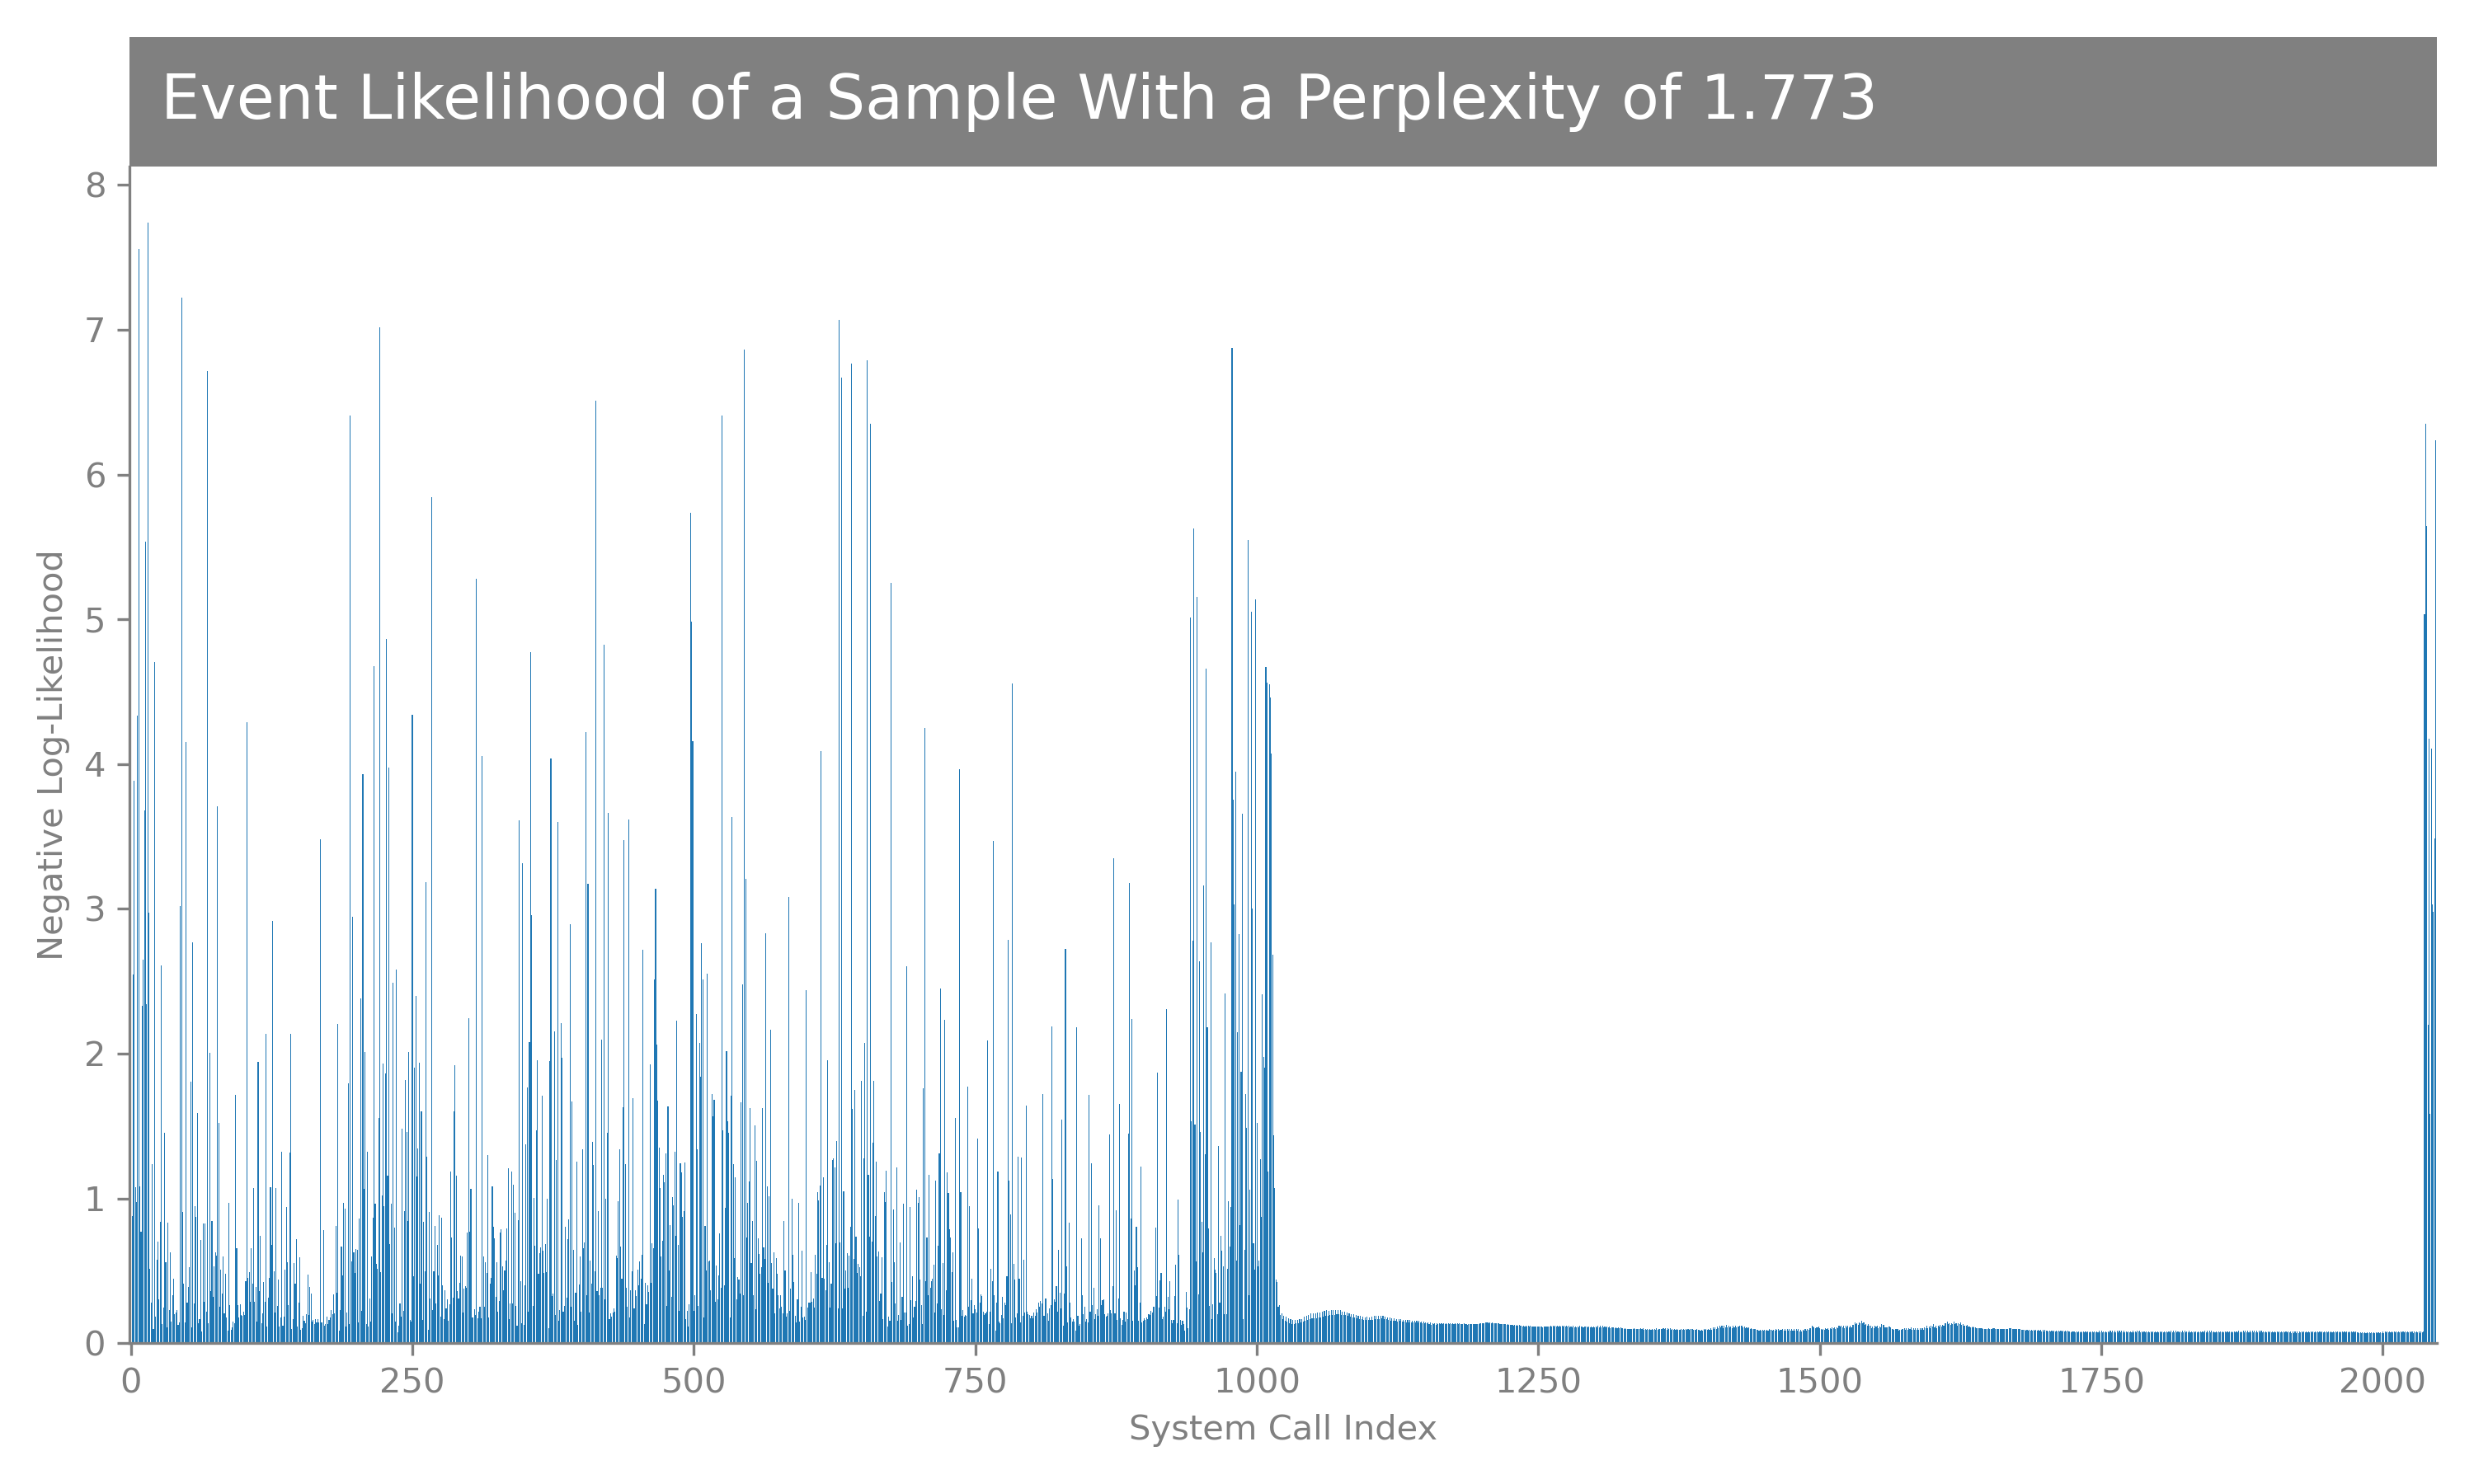 Event Likelihood of a Sample With a Perplexity of 1.773
8
7
6
5
4
3
2
1
0
Negative Log-Likelihood
0 250 500 750 1000 1250 1500 1750 2000
System Call Index